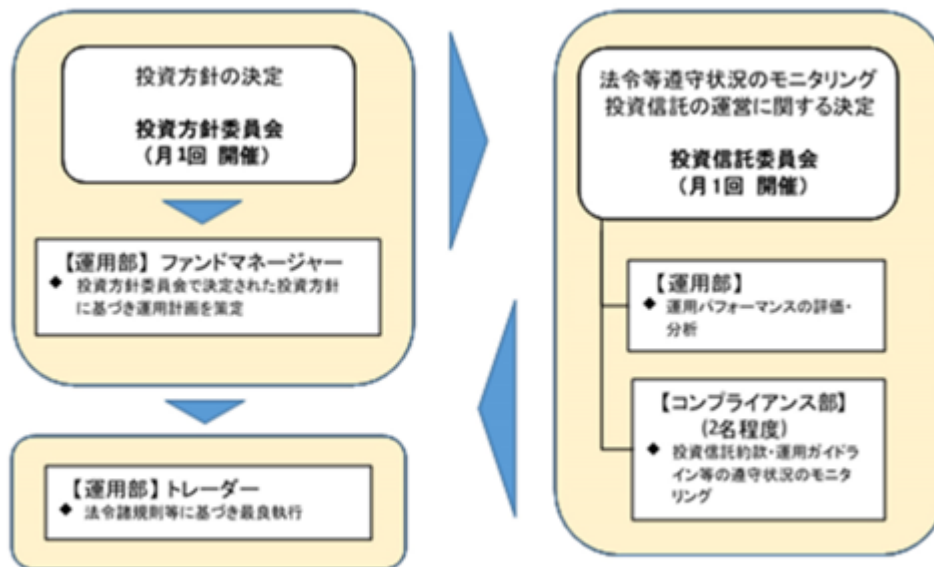 投資方針の決定
投資方針委員会
(月1回 開催)
【運用部】 ファンドマネージャー
◆ 投資方針委員会で決定された投資方針
に基づき運用計画を策定
【運用部】 トレーダー
◆ 法令諸規則等に基づき最良執行
法令等遵守状況のモニタリング
投資信託の運営に関する決定
投資信託委員会
(月1回 開催)
【運用部】
◆ 運用パフォーマンスの評価・
分析
【コンプライアンス部】
(2名程度)
◆ 投資信託約款・運用ガイドラ
イン等の遵守状況のモニタ
リング